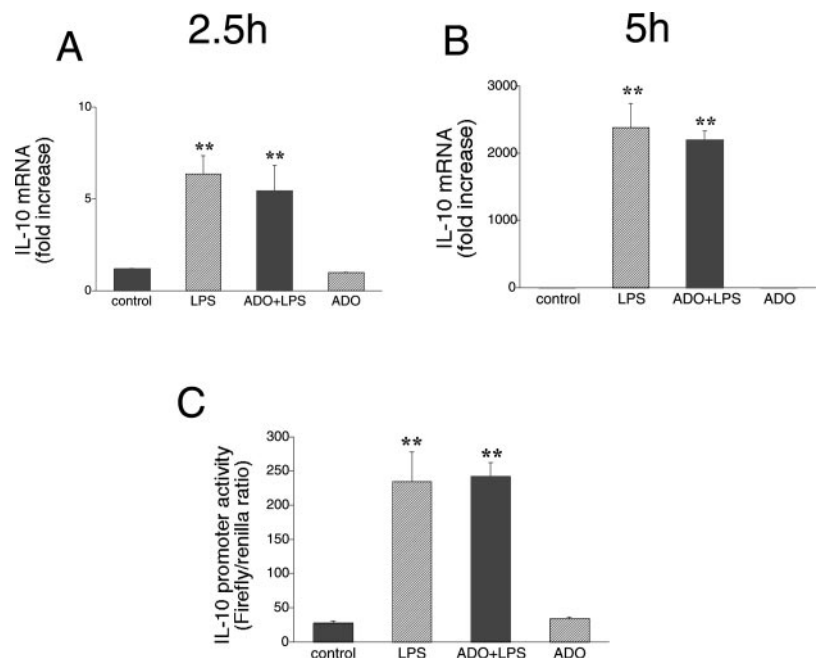 A
2.5h
IL-10 mRNA
(fold increase)
10
5
0
**
**
control LPS ADO+LPS ADO
B
5h
IL-10 mRNA
(fold increase)
3000
2000
1000
0
**
**
control LPS ADO+LPS ADO
C
IL-10 promoter activity
(Firefly/renilla ratio)
300
250
200
150
100
50
0
**
**
control LPS ADO+LPS ADO